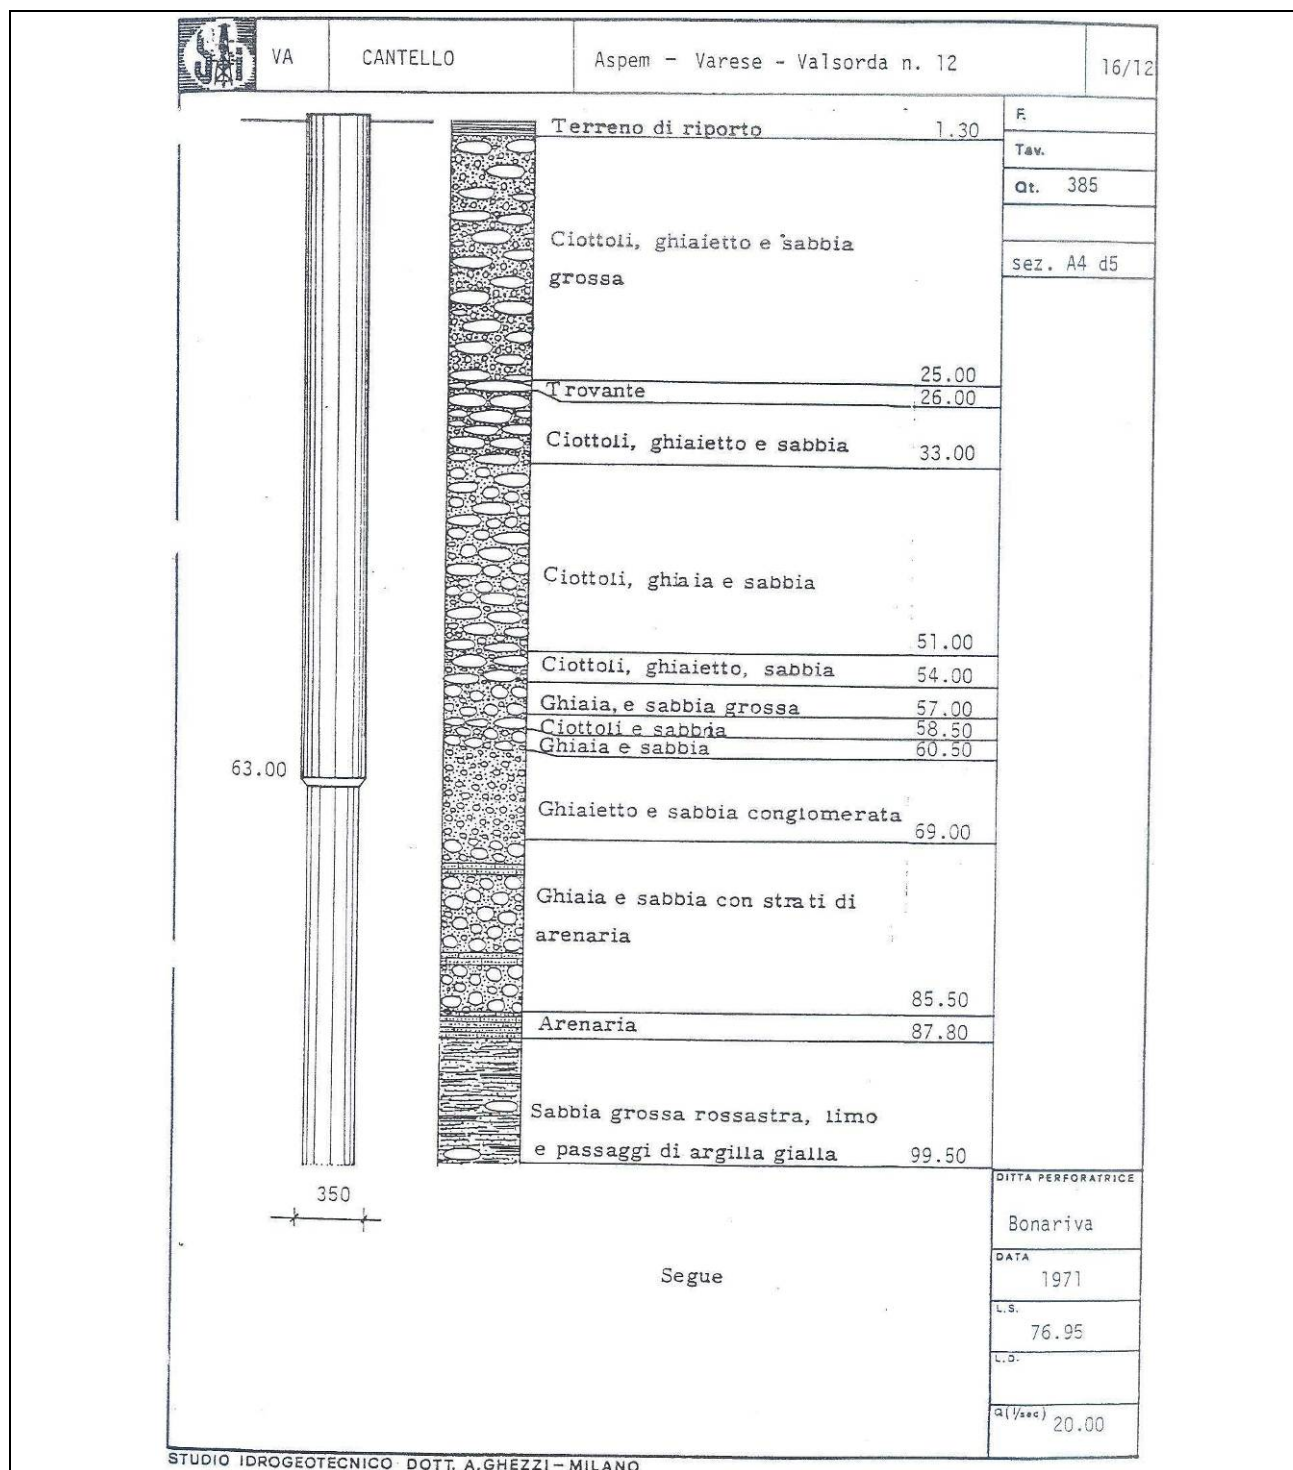 SAi VA CANTELLO Aspem - Varese - Valsorda n. 12 16/12
F.
Terreno di riporto 1.30
Tav.
Qt. 385
Ciottoli, ghiaietto e sabbia
grossa
sez. A4 d5
25.00
Trovante 26.00
Ciottoli, ghiaietto e sabbia 33.00
Ciottoli, ghiaia e sabbia
51.00
Ciottoli, ghiaietto, sabbia 54.00
Ghiaia, e sabbia grossa 57.00
Ciottoli e sabbia 58.50
Ghiaia e sabbia 60.50
63.00
Ghiaietto e sabbia conglomerata
69.00
Ghiaia e sabbia con strati di
arenaria
85.50
Arenaria 87.80
Sabbia grossa rossastra, limo
e passaggi di argilla gialla 99.50
350
Segue
DITTA PERFORATRICE
Bonariva
DATA
1971
L.S.
76.95
L.D.
Q(l/sec) 20.00
STUDIO IDROGEOTECNICO DOTT. A. GHEZZI - MILANO